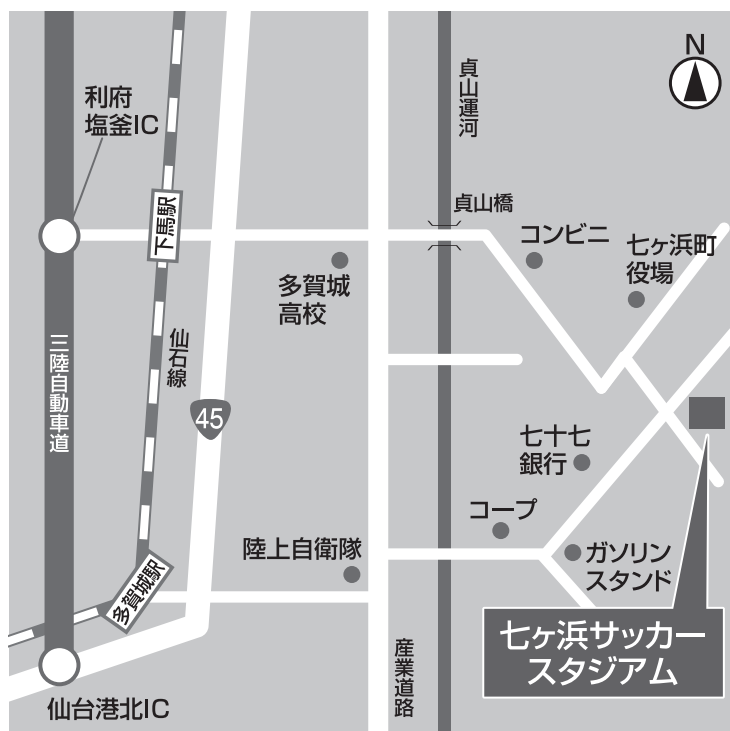 N
利府
塩釜IC
貞山運河
下馬駅
貞山橋
コンビニ
七ヶ浜町
役場
多賀城
高校
三陸自動車道
仙石線
45
七十七
銀行
コープ
陸上自衛隊
ガソリン
スタンド
多賀城駅
七ヶ浜サッカー
スタジアム
産業道路
仙台港北IC